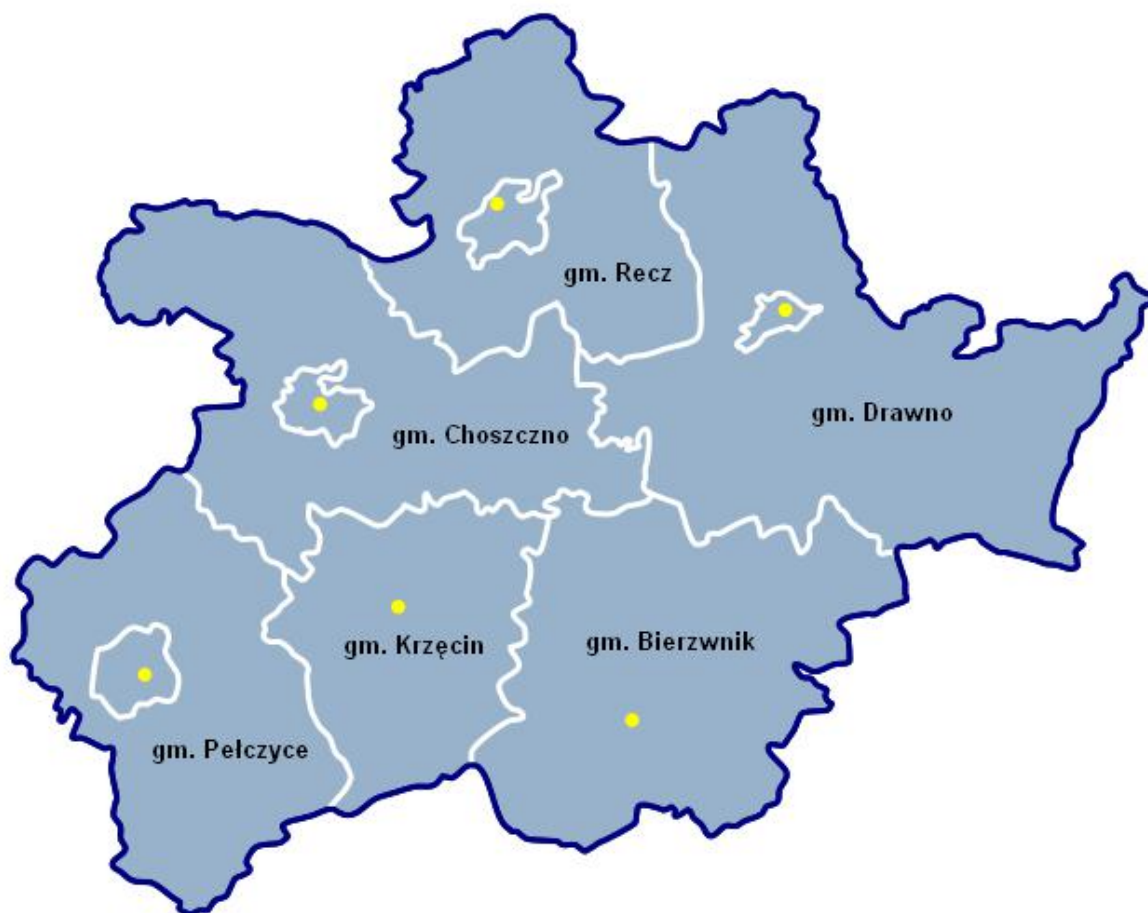 gm. Recz
gm. Drawno
gm. Choszczno
gm. Krzęcin
gm. Bierzwnik
gm. Pełczyce